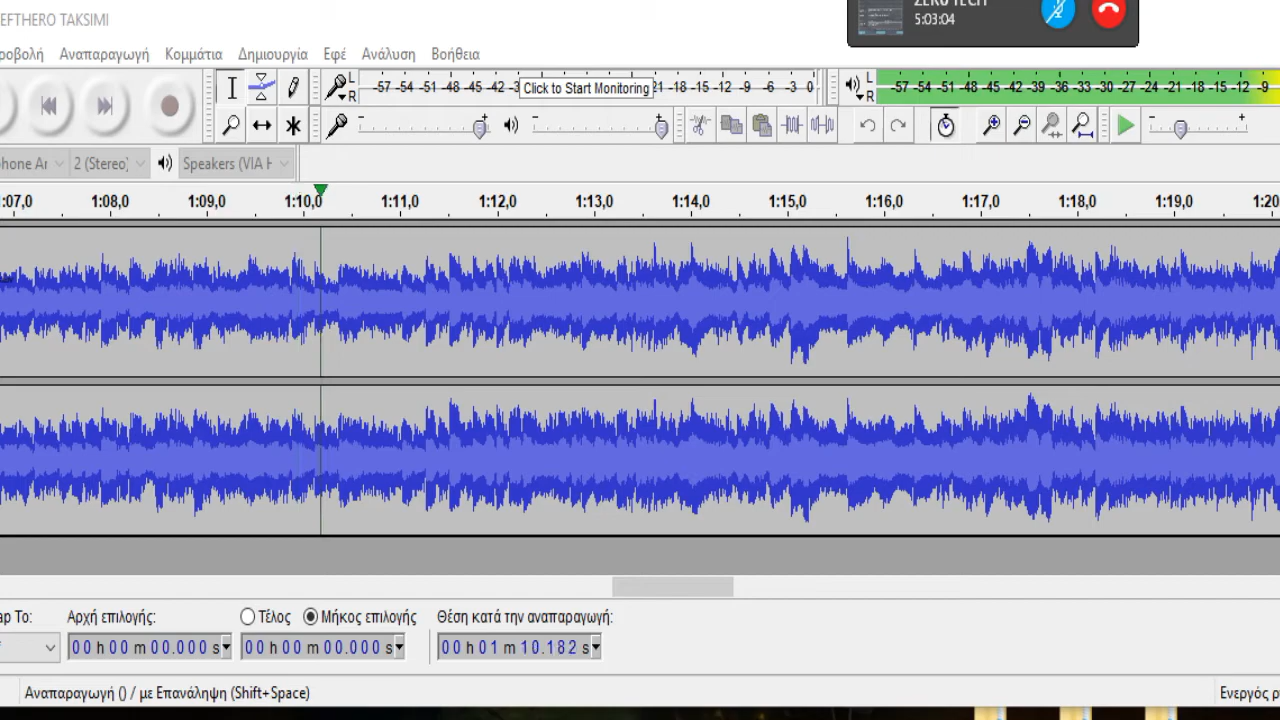 EFTHERO TAKSIMI
ZERO TECH
5:03:04
ροβολή Αναπαραγωγή Κομμάτια Δημιουργία Εφέ Ανάλυση Βοήθεια
L R -57 -54 -51 -48 -45 -42 Click to Start Monitoring 21 -18 -15 -12 -9 -6 -3 0 L R -57 -54 -51 -48 -45 -42 -39 -36 -33 -30 -27 -24 -21 -18 -15 -12 -9
- + - + - +
hone Ar 2 (Stereo) Speakers (VIA H
:07,0 1:08,0 1:09,0 1:10,0 1:11,0 1:12,0 1:13,0 1:14,0 1:15,0 1:16,0 1:17,0 1:18,0 1:19,0 1:20
ap To: Αρχή επιλογής: Τέλος Μήκος επιλογής Θέση κατά την αναπαραγωγή:
00 h 00 m 00.000 s 00 h 00 m 00.000 s 00 h 01 m 10.182 s
Αναπαραγωγή () / με Επανάληψη (Shift+Space) Ενεργός ρ